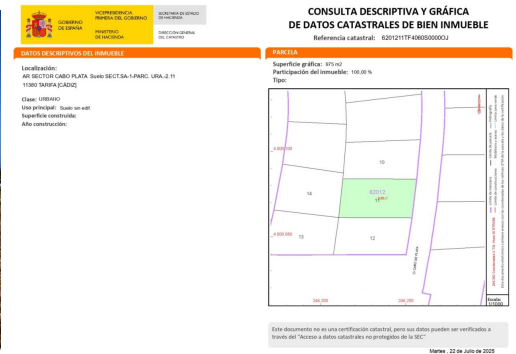 GOBIERNO
DE ESPAÑA
VICEPRESIDENCIA
PRIMERA DEL GOBIERNO
MINISTERIO
DE HACIENDA
SECRETARÍA DE ESTADO
DE HACIENDA
DIRECCIÓN GENERAL
DEL CATASTRO
CONSULTA DESCRIPTIVA Y GRÁFICA
DE DATOS CATASTRALES DE BIEN INMUEBLE
Referencia catastral: 6201211TF4060S0000OJ
DATOS DESCRIPTIVOS DEL INMUEBLE
Localización:
AR SECTOR CABO PLATA Suelo SECT.SA-1-PARC. URA.-2.11
11380 TARIFA [CÁDIZ]
Clase: URBANO
Uso principal: Suelo sin edif.
Superficie construida:
Año construcción:
PARCELA
Superficie gráfica: 975 m2
Participación del inmueble: 100,00 %
Tipo:
10
14
62012
11
13
12
246,250
Escala:
1/1000
Este documento no es una certificación catastral, pero sus datos pueden ser verificados a
través del "Acceso a datos catastrales no protegidos de la SEC"
Martes , 22 de Julio de 2025